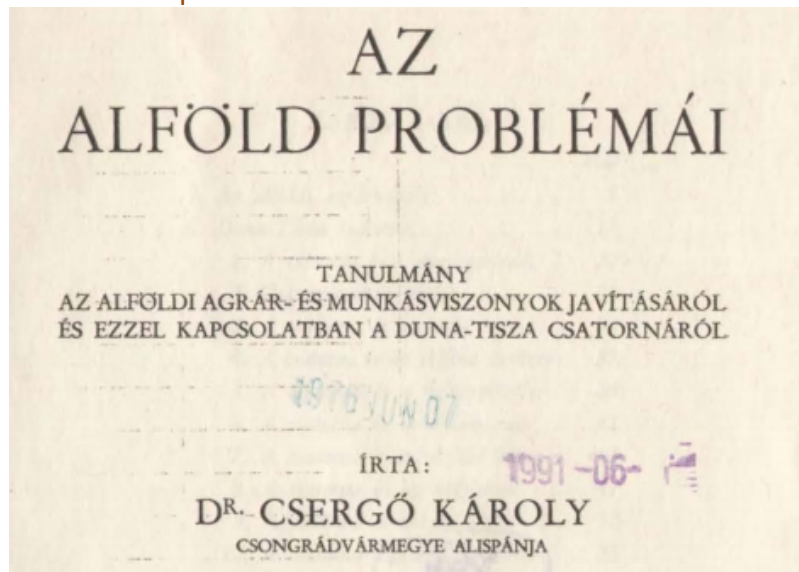 AZ
ALFÖLD PROBLÉMÁI
TANULMÁNY
AZ ALFÖLDI AGRÁR- ÉS MUNKÁSVISZONYOK JAVÍTÁSÁRÓL
ÉS EZZEL KAPCSOLATBAN A DUNA-TISZA CSATORNÁRÓL
1976 JUN 07
ÍRTA:
1991 -06-
DR. CSERGŐ KÁROLY
CSONGRÁDVÁRMEGYE ALISPÁNJA